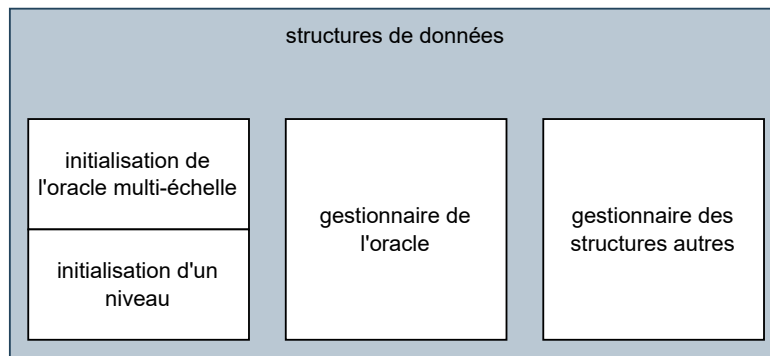 structures de données
initialisation de
l'oracle multi-échelle
initialisation d'un
niveau
gestionnaire de
l'oracle
gestionnaire des
structures autres